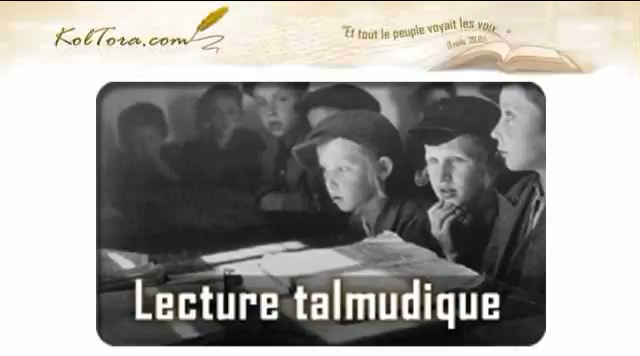 KolTora.com
"Et tout le peuple voyait les voix... "
Lecture talmudique